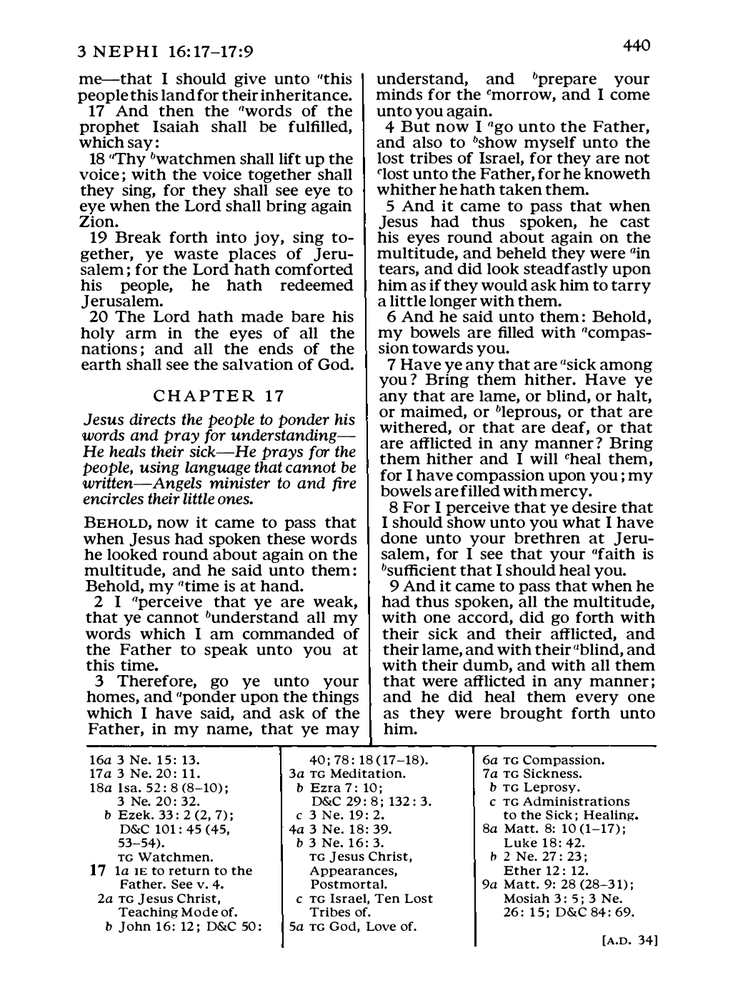 3 NEPHI 16:17–17:9
440
me—that I should give unto ᵃthis
people this land for their inheritance.
17 And then the ᵃwords of the
prophet Isaiah shall be fulfilled,
which say:
18 ᵃThy ᵇwatchmen shall lift up the
voice; with the voice together shall
they sing, for they shall see eye to
eye when the Lord shall bring again
Zion.
19 Break forth into joy, sing to-
gether, ye waste places of Jeru-
salem; for the Lord hath comforted
his people, he hath redeemed
Jerusalem.
20 The Lord hath made bare his
holy arm in the eyes of all the
nations; and all the ends of the
earth shall see the salvation of God.
CHAPTER 17
Jesus directs the people to ponder his
words and pray for understanding—
He heals their sick—He prays for the
people, using language that cannot be
written—Angels minister to and fire
encircles their little ones.
BEHOLD, now it came to pass that
when Jesus had spoken these words
he looked round about again on the
multitude, and he said unto them:
Behold, my ᵃtime is at hand.
2 I ᵃperceive that ye are weak,
that ye cannot ᵇunderstand all my
words which I am commanded of
the Father to speak unto you at
this time.
3 Therefore, go ye unto your
homes, and ᵃponder upon the things
which I have said, and ask of the
Father, in my name, that ye may
understand, and ᵇprepare your
minds for the ᶜmorrow, and I come
unto you again.
4 But now I ᵃgo unto the Father,
and also to ᵇshow myself unto the
lost tribes of Israel, for they are not
ᶜlost unto the Father, for he knoweth
whither he hath taken them.
5 And it came to pass that when
Jesus had thus spoken, he cast
his eyes round about again on the
multitude, and beheld they were ᵃin
tears, and did look steadfastly upon
him as if they would ask him to tarry
a little longer with them.
6 And he said unto them: Behold,
my bowels are filled with ᵃcompas-
sion towards you.
7 Have ye any that are ᵃsick among
you? Bring them hither. Have ye
any that are lame, or blind, or halt,
or maimed, or ᵇleprous, or that are
withered, or that are deaf, or that
are afflicted in any manner? Bring
them hither and I will ᶜheal them,
for I have compassion upon you; my
bowels are filled with mercy.
8 For I perceive that ye desire that
I should show unto you what I have
done unto your brethren at Jeru-
salem, for I see that your ᵃfaith is
ᵇsufficient that I should heal you.
9 And it came to pass that when he
had thus spoken, all the multitude,
with one accord, did go forth with
their sick and their afflicted, and
their lame, and with their ᵃblind, and
with their dumb, and with all them
that were afflicted in any manner;
and he did heal them every one
as they were brought forth unto
him.
16a 3 Ne. 15: 13.
17a 3 Ne. 20: 11.
18a Isa. 52: 8 (8–10);
3 Ne. 20: 32.
b Ezek. 33: 2 (2, 7);
D&C 101: 45 (45,
53–54).
TG Watchmen.
17 1a IE to return to the
Father. See v. 4.
2a TG Jesus Christ,
Teaching Mode of.
b John 16: 12; D&C 50:
40; 78: 18 (17–18).
3a TG Meditation.
b Ezra 7: 10;
D&C 29: 8; 132: 3.
c 3 Ne. 19: 2.
4a 3 Ne. 18: 39.
b 3 Ne. 16: 3.
TG Jesus Christ,
Appearances,
Postmortal.
c TG Israel, Ten Lost
Tribes of.
5a TG God, Love of.
6a TG Compassion.
7a TG Sickness.
b TG Leprosy.
c TG Administrations
to the Sick; Healing.
8a Matt. 8: 10 (1–17);
Luke 18: 42.
b 2 Ne. 27: 23;
Ether 12: 12.
9a Matt. 9: 28 (28–31);
Mosiah 3: 5; 3 Ne.
26: 15; D&C 84: 69.
[A.D. 34]